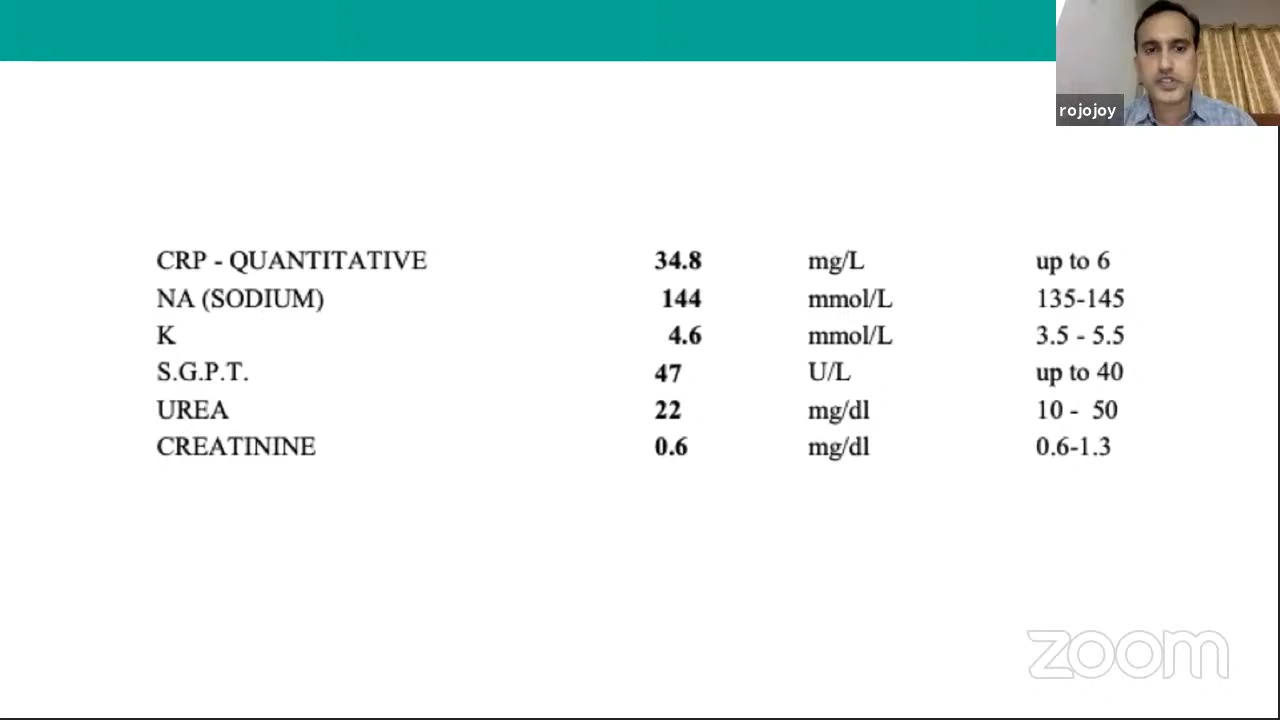 rojojoy
CRP - QUANTITATIVE 34.8 mg/L up to 6
NA (SODIUM) 144 mmol/L 135-145
K 4.6 mmol/L 3.5 - 5.5
S.G.P.T. 47 U/L up to 40
UREA 22 mg/dl 10 - 50
CREATININE 0.6 mg/dl 0.6-1.3
zoom